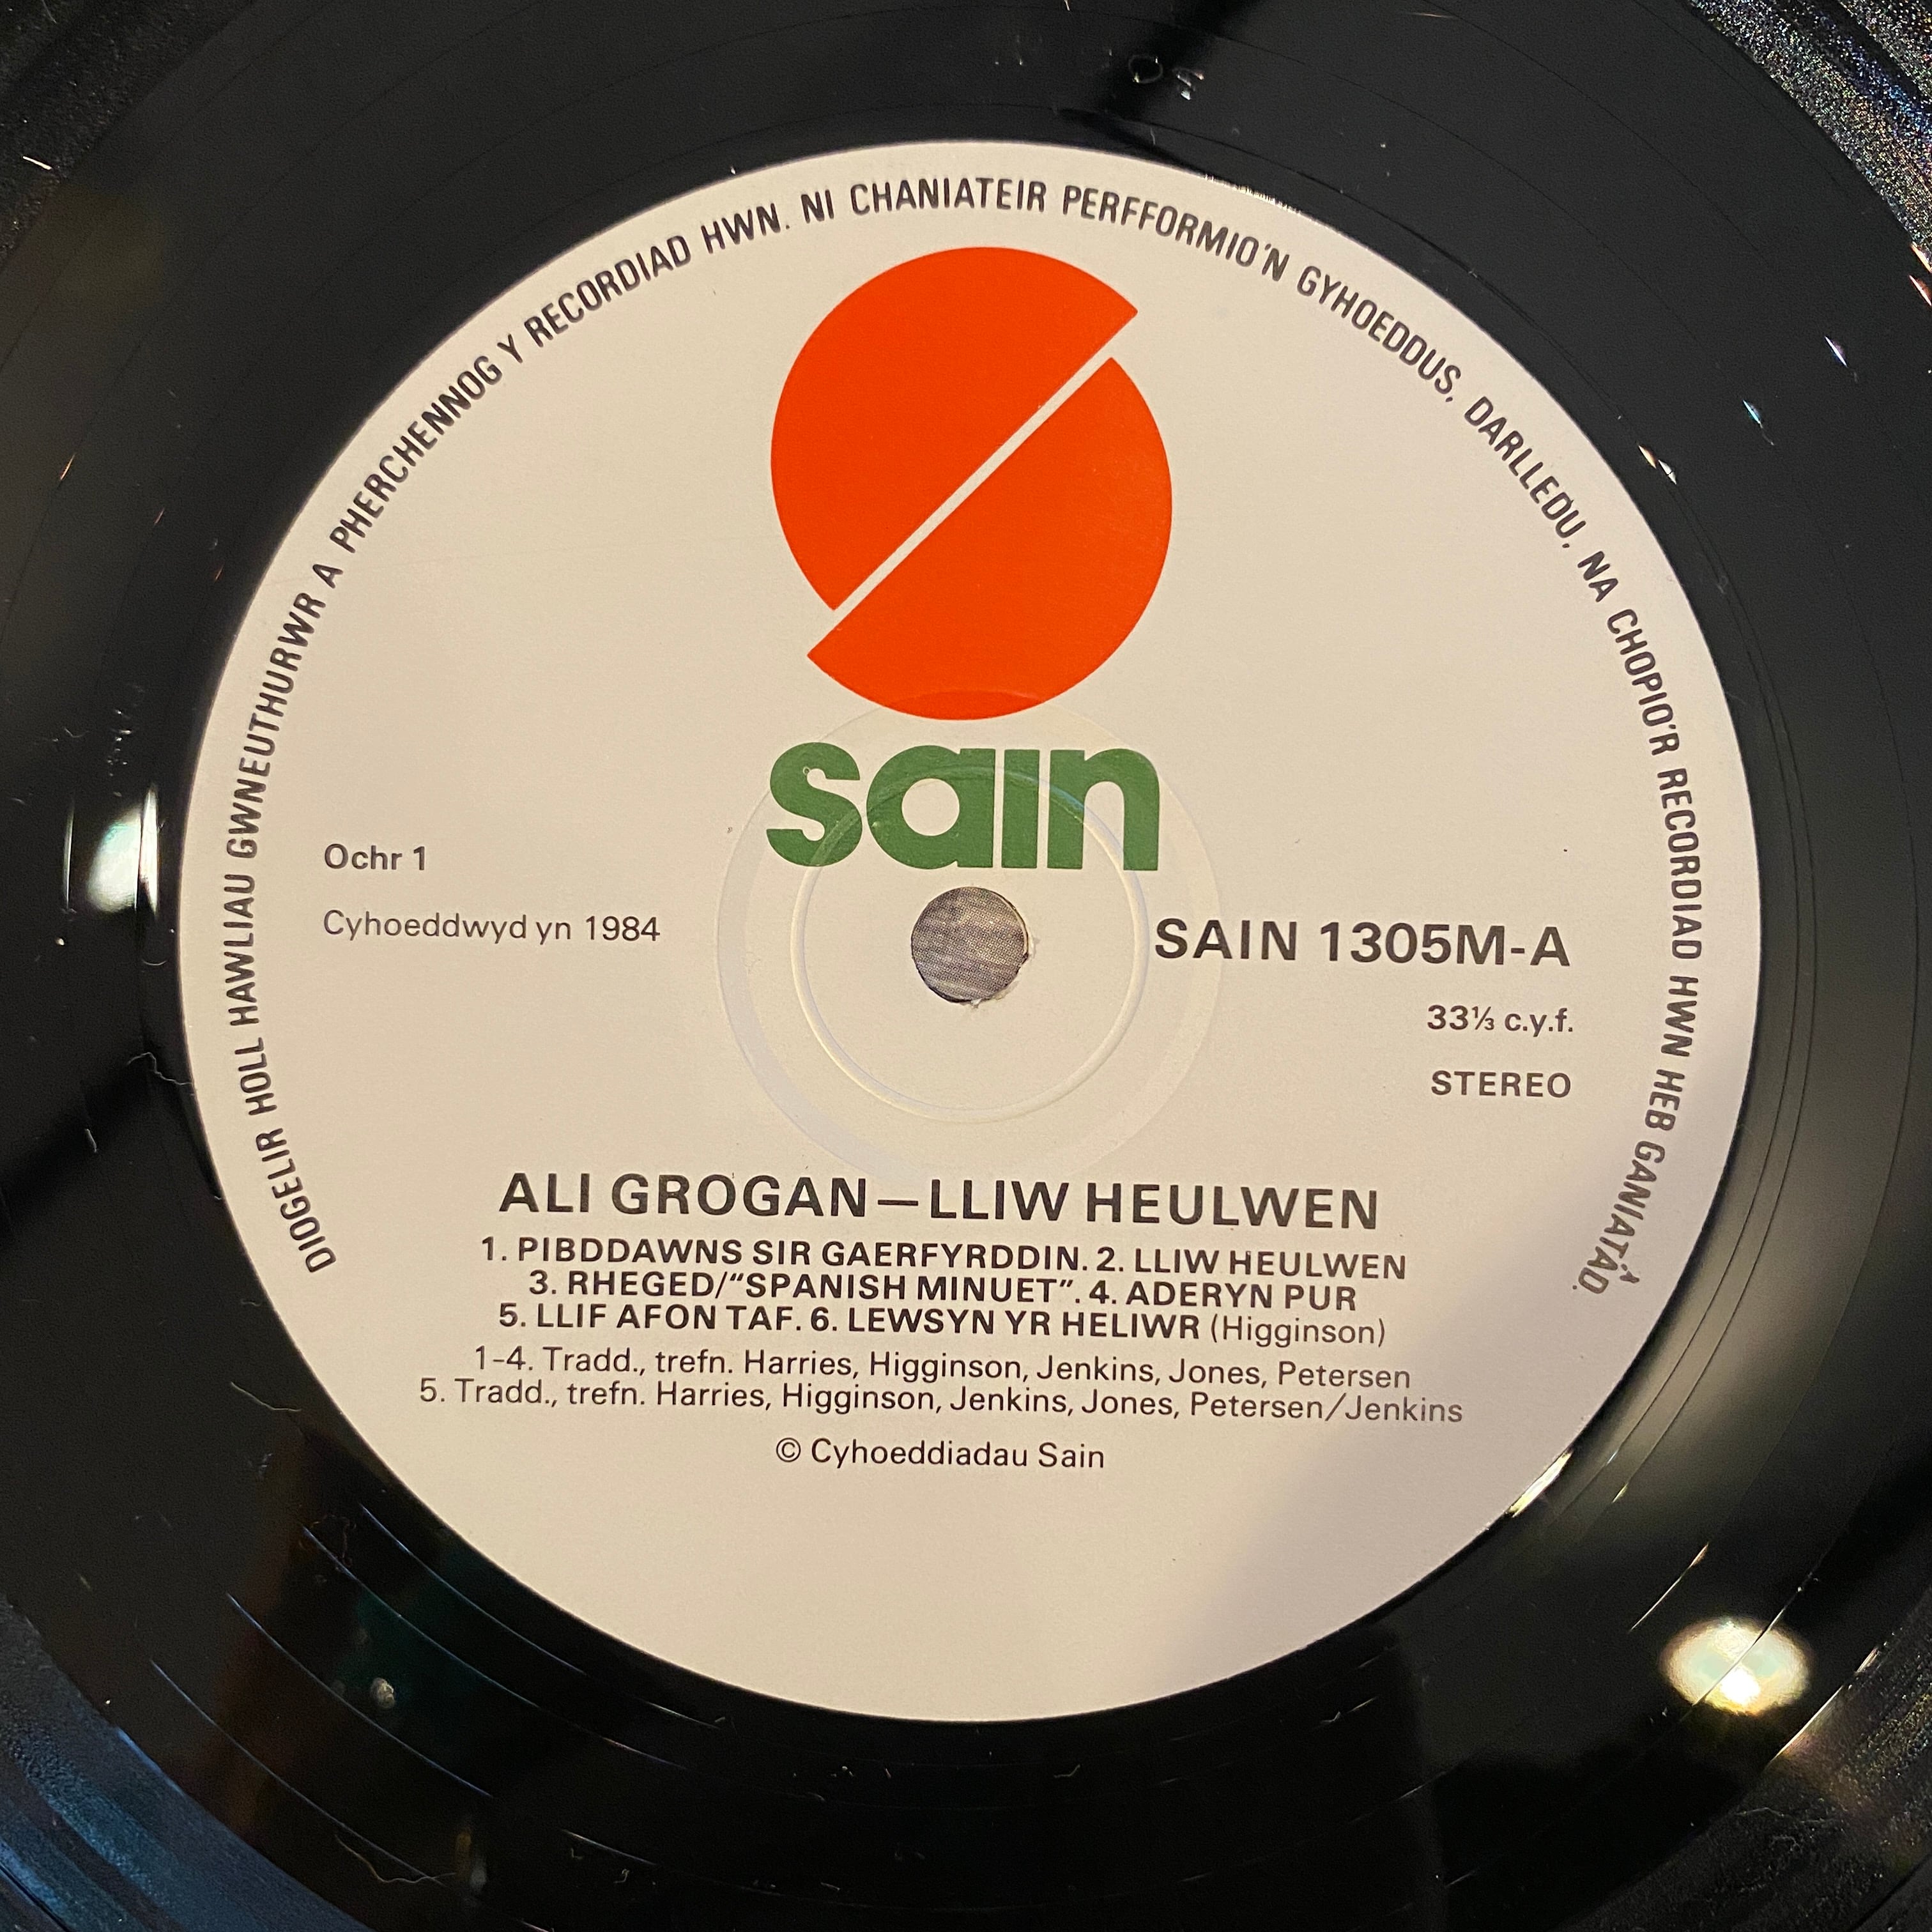 DIOGELIR HOLL HAWLIAU GWNEUTHURWR A PHERCHENNOG Y RECORDIAD HWN. NI CHANIATEIR PERFFORMIO'N GYHOEDDUS, DARLLEDU, NA CHOPIO'R RECORDIAD HWN HEB GANIATÂD.
sain
Ochr 1
Cyhoeddwyd yn 1984
SAIN 1305M-A
33⅓ c.y.f.
STEREO
ALI GROGAN—LLIW HEULWEN
1. PIBDDAWNS SIR GAERFYRDDIN. 2. LLIW HEULWEN
3. RHEGED/“SPANISH MINUET”. 4. ADERYN PUR
5. LLIF AFON TAF. 6. LEWSYN YR HELIWR (Higginson)
1-4. Tradd., trefn. Harries, Higginson, Jenkins, Jones, Petersen
5. Tradd., trefn. Harries, Higginson, Jenkins, Jones, Petersen/Jenkins
© Cyhoeddiadau Sain